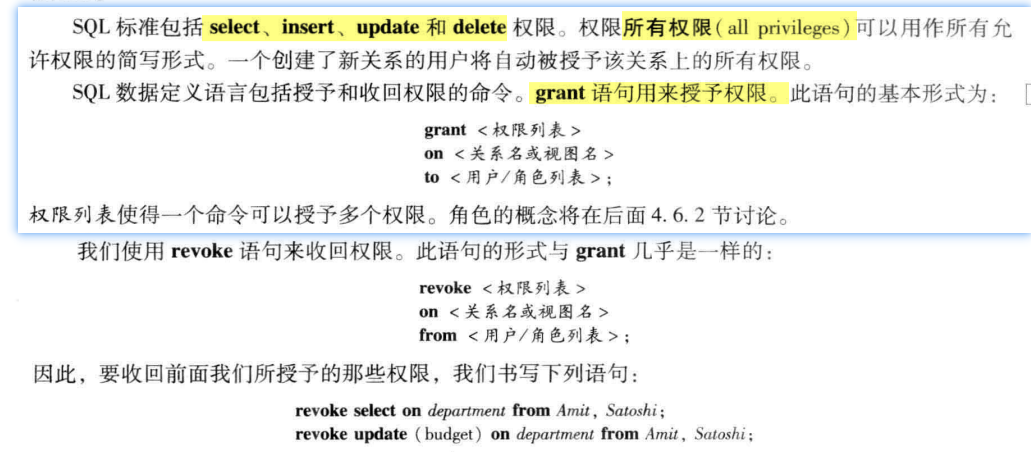 SQL 标准包括 select、insert、update 和 delete 权限。权限所有权限(all privileges)可以用作所有允
许权限的简写形式。一个创建了新关系的用户将自动被授予该关系上的所有权限。
SQL 数据定义语言包括授予和收回权限的命令。grant 语句用来授予权限。此语句的基本形式为:
grant <权限列表>
on <关系名或视图名>
to <用户/角色列表>;
权限列表使得一个命令可以授予多个权限。角色的概念将在后面 4.6.2 节讨论。
我们使用 revoke 语句来收回权限。此语句的形式与 grant 几乎是一样的:
revoke <权限列表>
on <关系名或视图名>
from <用户/角色列表>;
因此,要收回前面我们所授予的那些权限,我们书写下列语句:
revoke select on department from Amit, Satoshi;
revoke update (budget) on department from Amit, Satoshi;